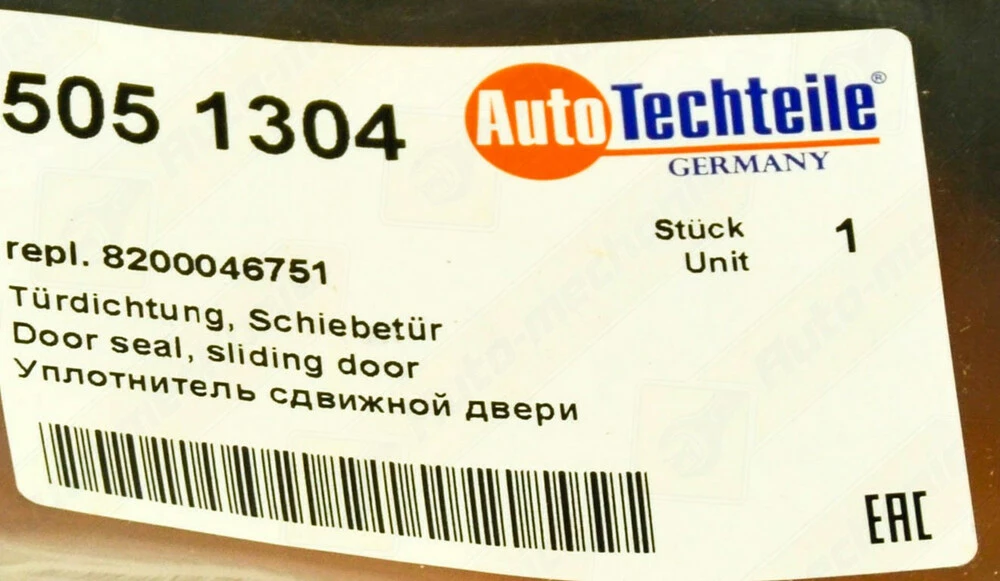 505 1304
AutoTechteile®
GERMANY
Stück 1
Unit
repl. 8200046751
Türdichtung, Schiebetür
Door seal, sliding door
Уплотнитель сдвижной двери
EAC